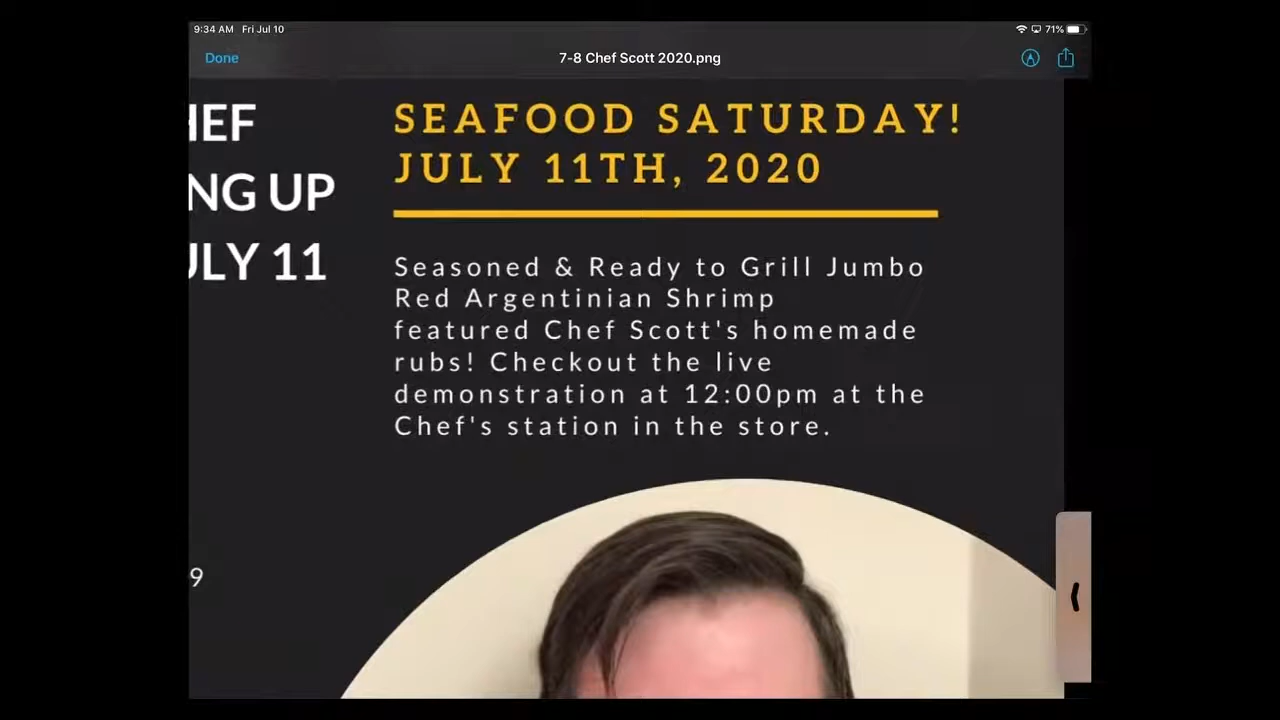 9:34 AM Fri Jul 10
71%
Done
7-8 Chef Scott 2020.png
HEF
NG UP
JULY 11
9
SEAFOOD SATURDAY!
JULY 11TH, 2020
Seasoned & Ready to Grill Jumbo
Red Argentinian Shrimp
featured Chef Scott's homemade
rubs! Checkout the live
demonstration at 12:00pm at the
Chef's station in the store.